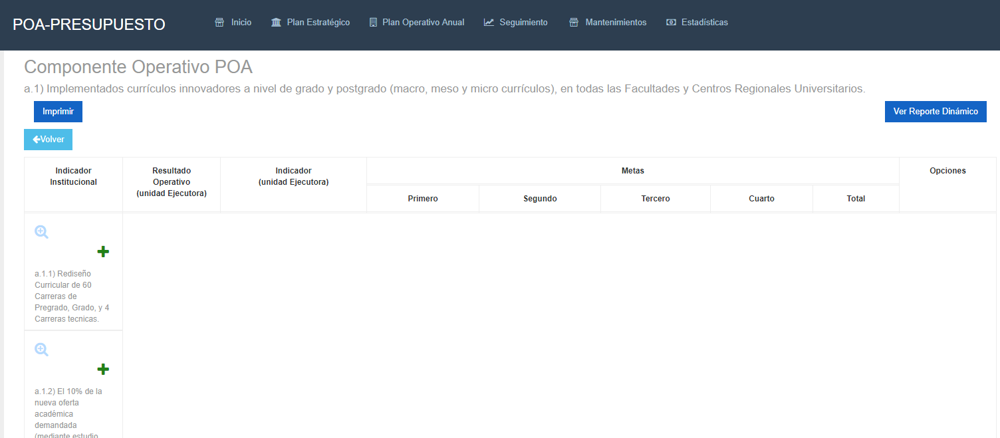 POA-PRESUPUESTO
Inicio
Plan Estratégico
Plan Operativo Anual
Seguimiento
Mantenimientos
Estadísticas
Componente Operativo POA
a.1) Implementados currículos innovadores a nivel de grado y postgrado (macro, meso y micro currículos), en todas las Facultades y Centros Regionales Universitarios.
Imprimir
Ver Reporte Dinámico
Volver
Indicador
Institucional
Resultado
Operativo
(unidad Ejecutora)
Indicador
(unidad Ejecutora)
Metas
Opciones
Primero
Segundo
Tercero
Cuarto
Total
a.1.1) Rediseño
Curricular de 60
Carreras de
Pregrado, Grado, y 4
Carreras tecnicas.
a.1.2) El 10% de la
nueva oferta
académica
demandada
(mediante estudio